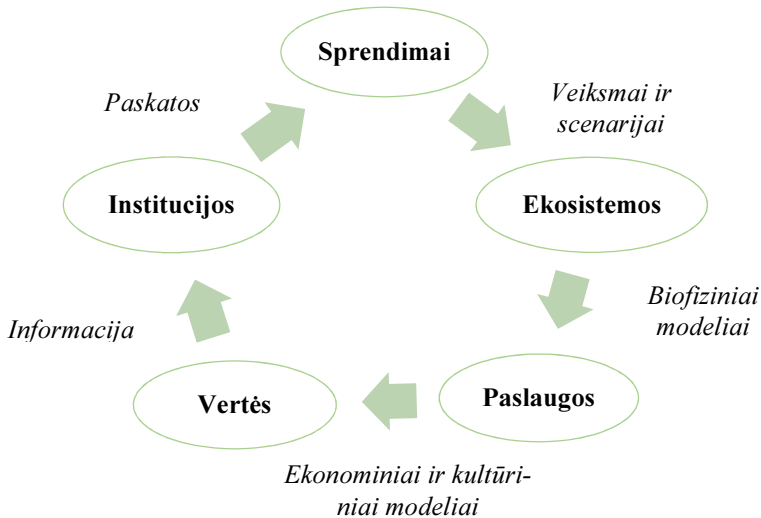 Sprendimai
Veiksmai ir
scenarijai
Ekosistemos
Biofiziniai
modeliai
Paslaugos
Ekonominiai ir kultūri-
niai modeliai
Vertės
Informacija
Institucijos
Paskatos